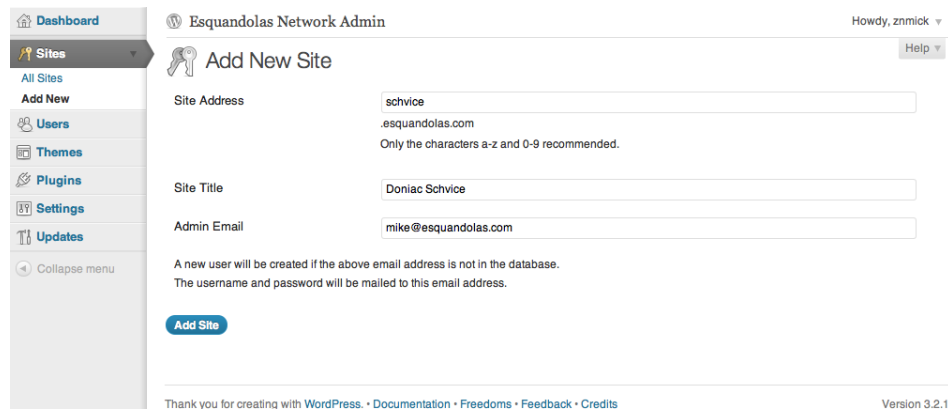 Dashboard
Sites
All Sites
Add New
Users
Themes
Plugins
Settings
Updates
Collapse menu
Esquandolas Network Admin
Howdy, znmick
Help
Add New Site
Site Address
schvice
.esquandolas.com
Only the characters a-z and 0-9 recommended.
Site Title
Doniac Schvice
Admin Email
mike@esquandolas.com
A new user will be created if the above email address is not in the database.
The username and password will be mailed to this email address.
Add Site
Thank you for creating with WordPress. • Documentation • Freedoms • Feedback • Credits
Version 3.2.1